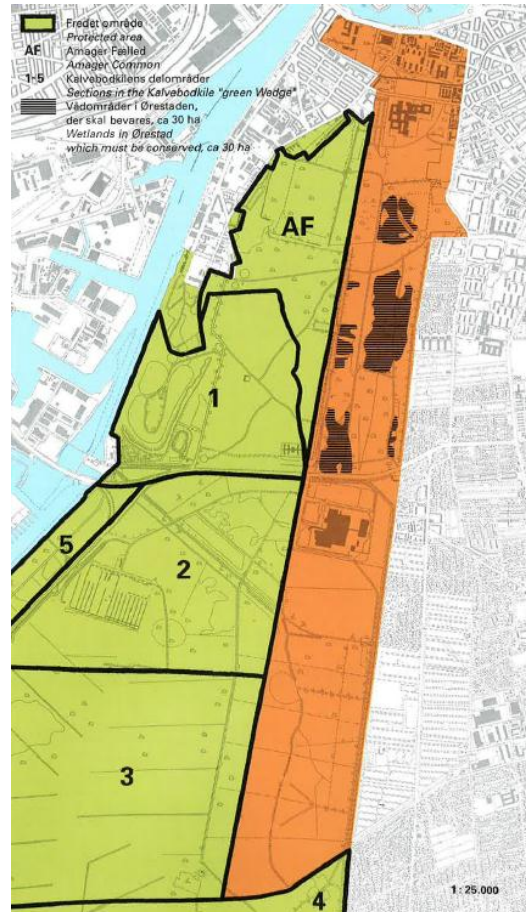 Fredet område
Protected area
AF Amager Fælled
Amager Common
1-5 Kalvebodkilens delområder
Sections in the Kalvebodkile "green Wedge"
Vådområder i Ørestaden,
der skal bevares, ca 30 ha
Wetlands in Ørestad
which must be conserved, ca 30 ha
AF
1
5
2
3
4
1:25.000